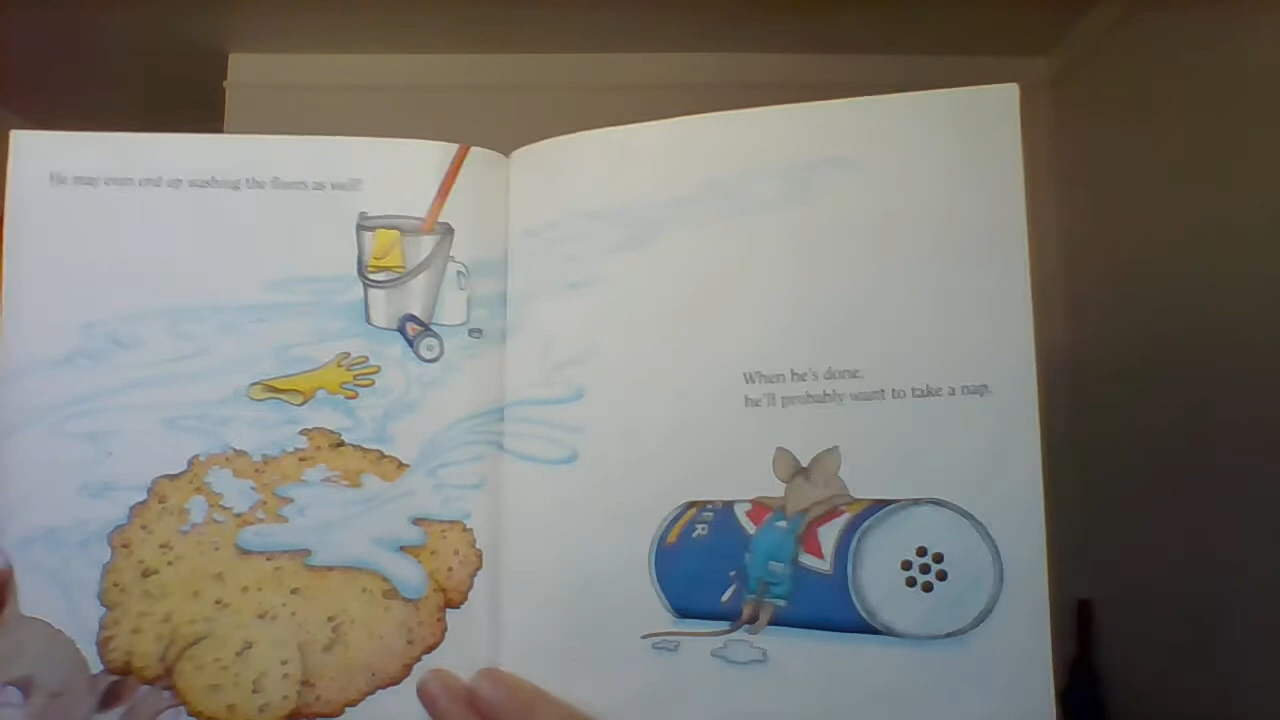 He may even end up washing the floors as well!
When he's done,
he'll probably want to take a nap.